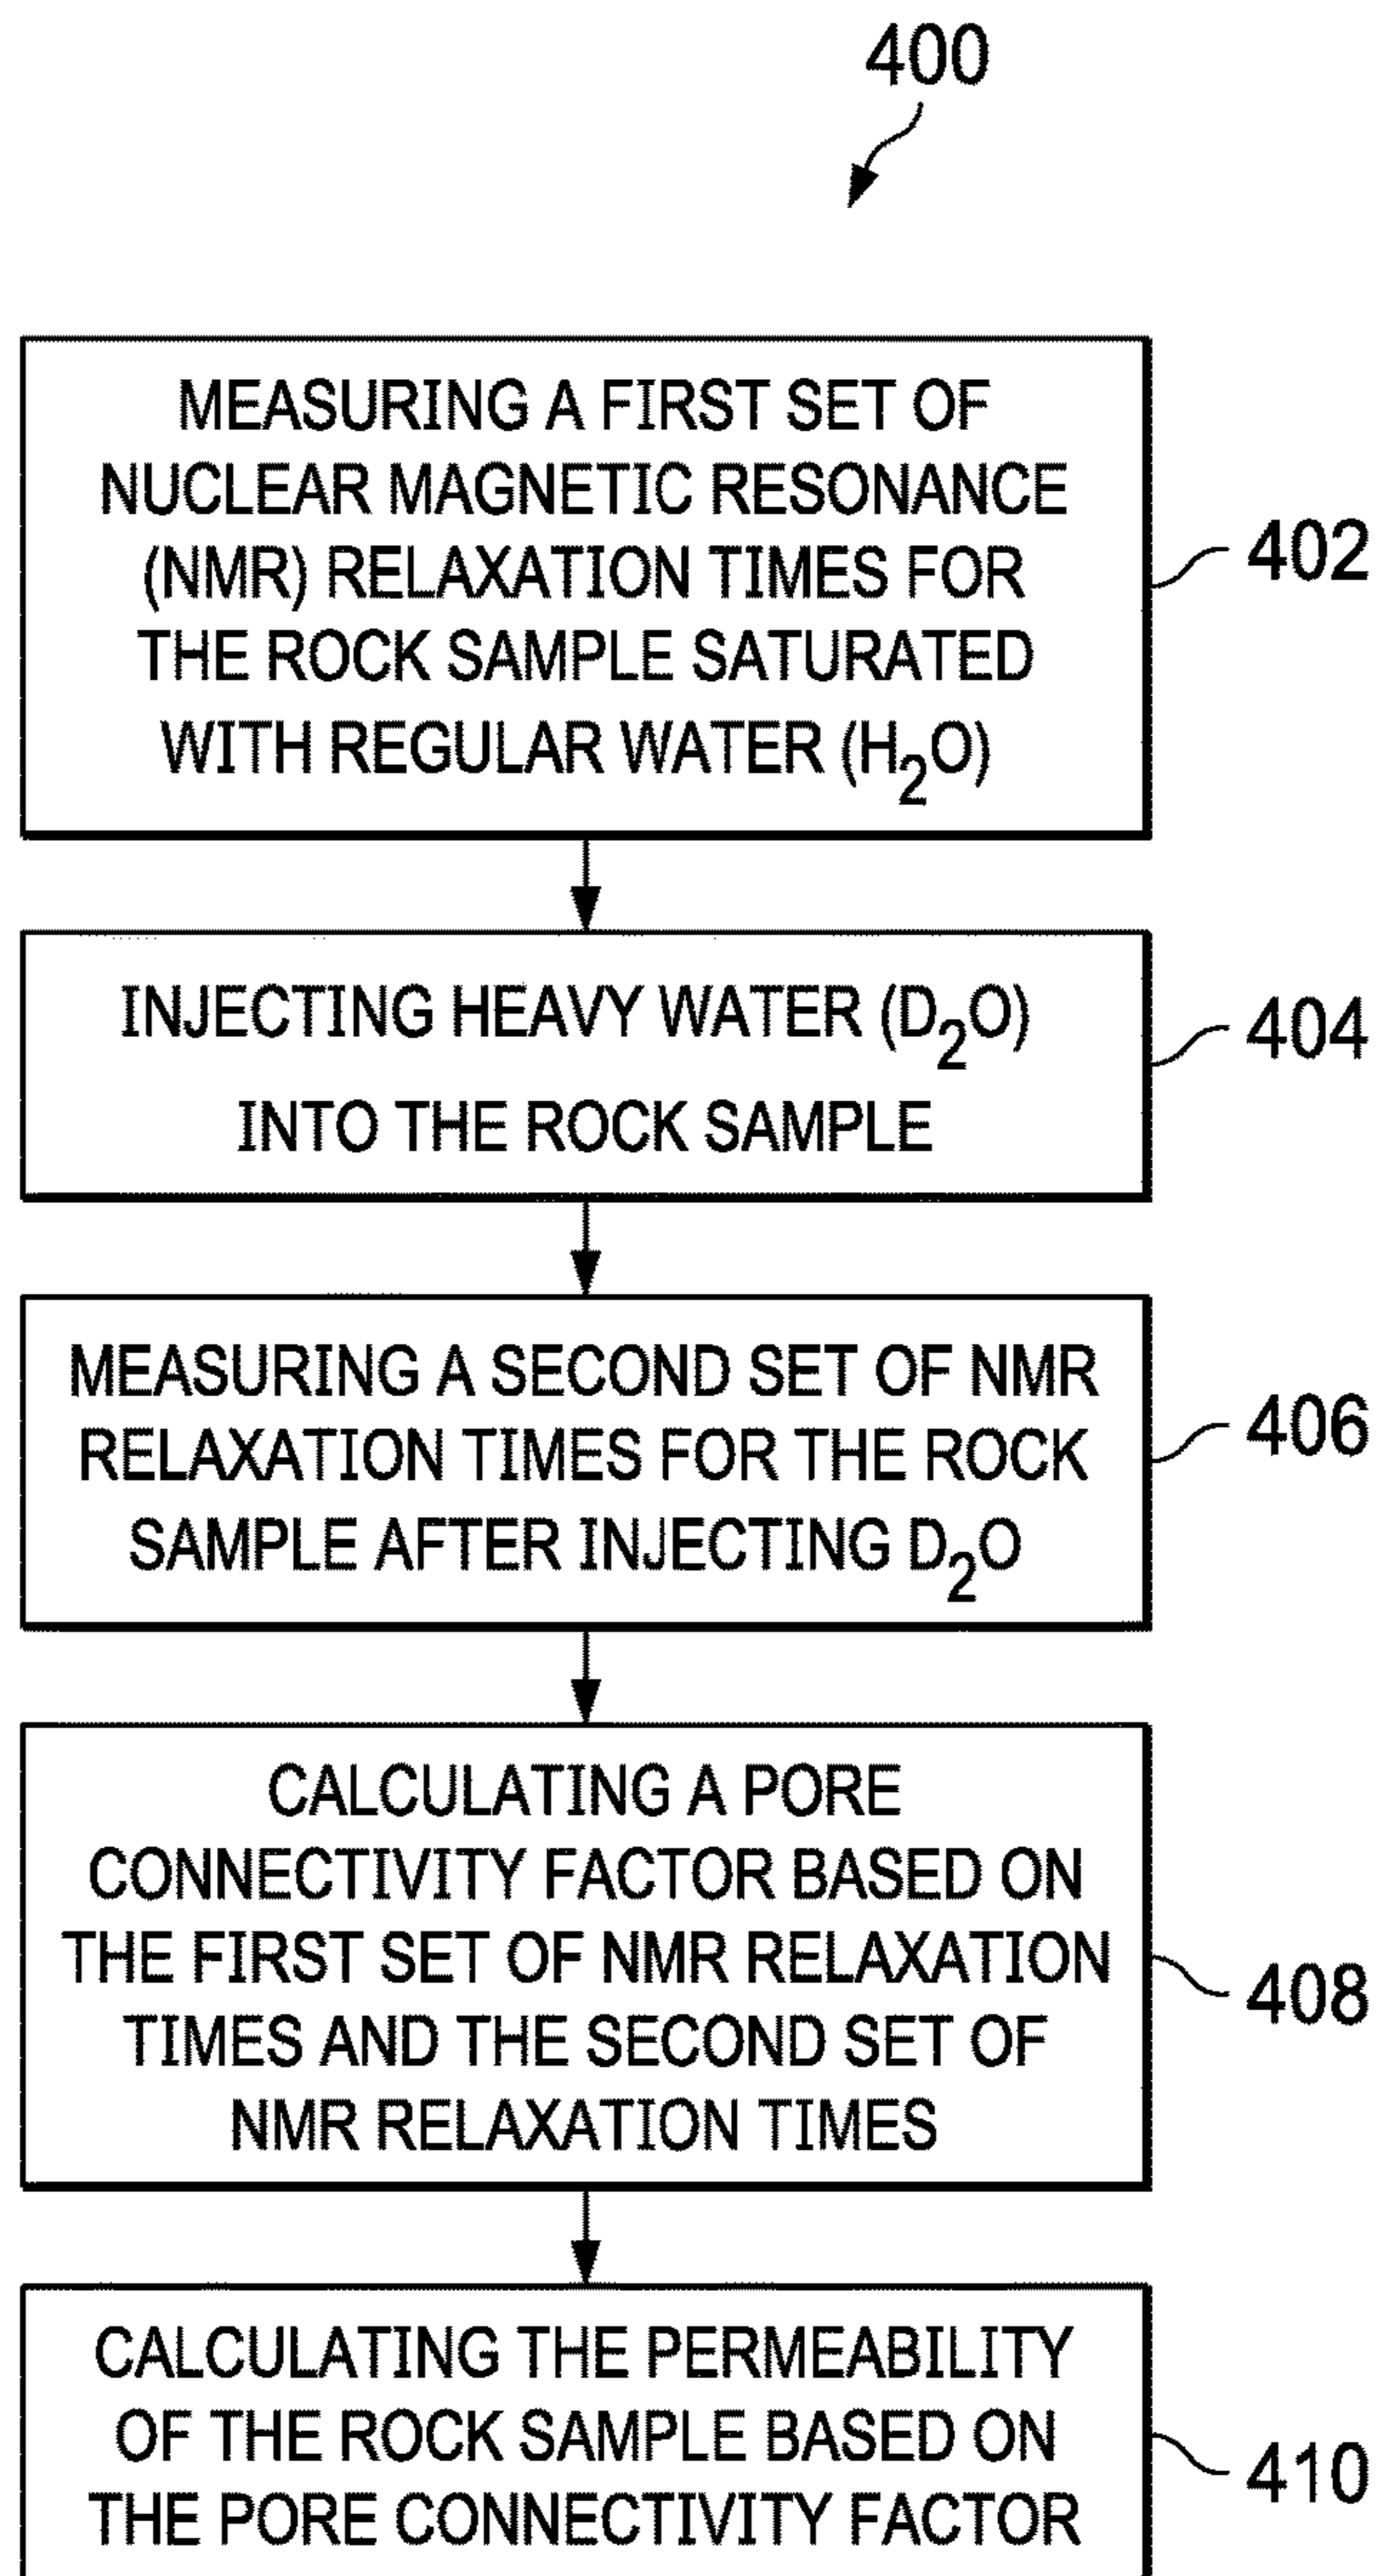 400
MEASURING A FIRST SET OF
NUCLEAR MAGNETIC RESONANCE
(NMR) RELAXATION TIMES FOR
THE ROCK SAMPLE SATURATED
WITH REGULAR WATER (H₂O)
402
INJECTING HEAVY WATER (D₂O)
INTO THE ROCK SAMPLE
404
MEASURING A SECOND SET OF NMR
RELAXATION TIMES FOR THE ROCK
SAMPLE AFTER INJECTING D₂O
406
CALCULATING A PORE
CONNECTIVITY FACTOR BASED ON
THE FIRST SET OF NMR RELAXATION
TIMES AND THE SECOND SET OF
NMR RELAXATION TIMES
408
CALCULATING THE PERMEABILITY
OF THE ROCK SAMPLE BASED ON
THE PORE CONNECTIVITY FACTOR
410